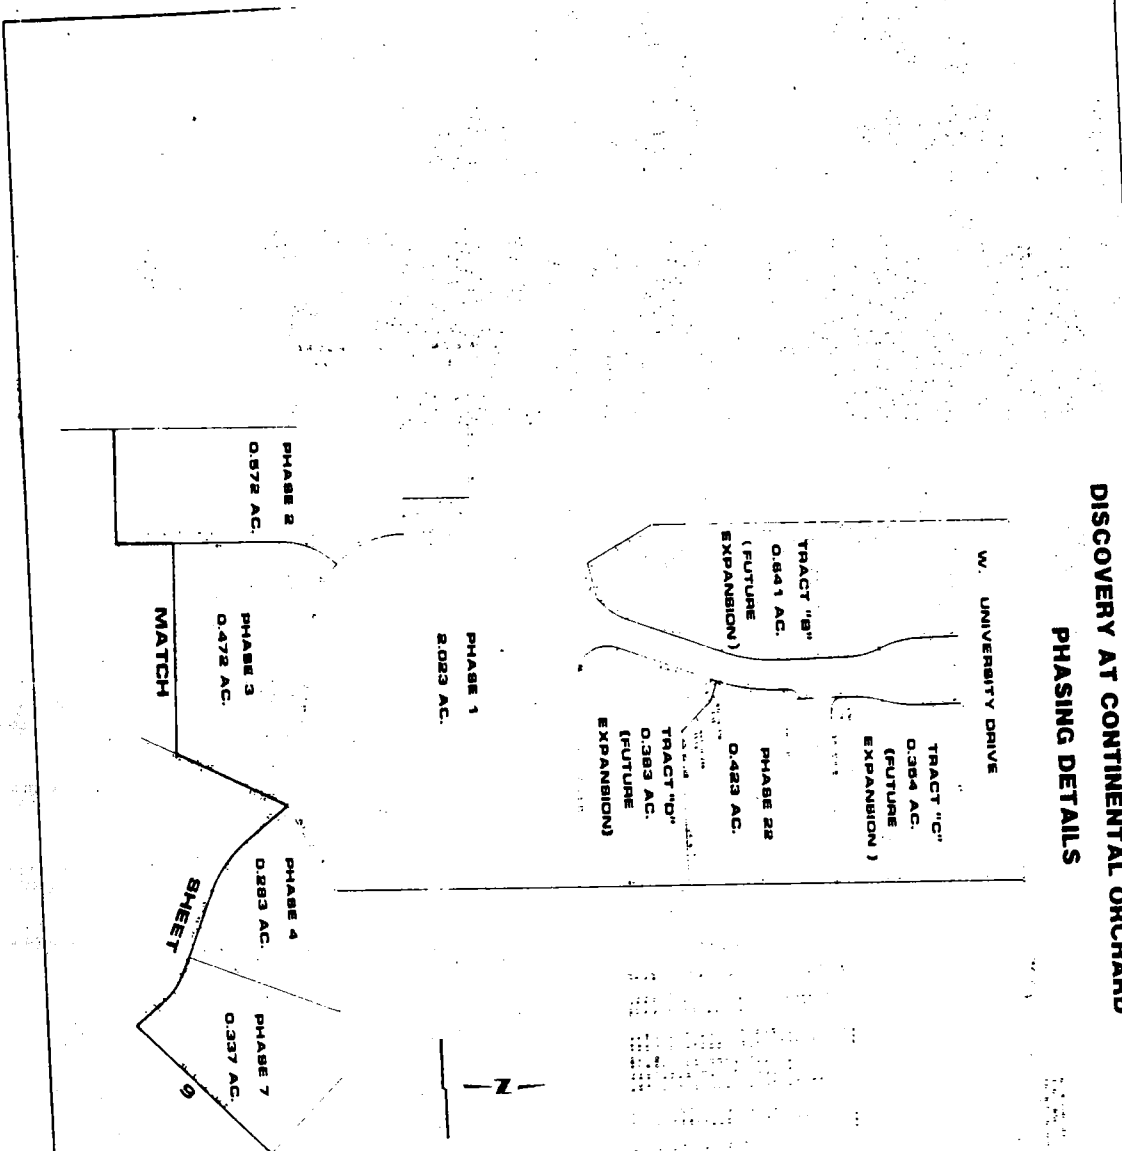 DISCOVERY AT CONTINENTAL ORCHARD
PHASING DETAILS
W. UNIVERSITY DRIVE
TRACT "C"
0.364 AC.
(FUTURE
EXPANSION )
TRACT "B"
0.641 AC.
( FUTURE
EXPANSION )
PHASE 22
0.423 AC.
TRACT "D"
0.383 AC.
(FUTURE
EXPANSION)
PHASE 1
2.023 AC.
PHASE 2
0.572 AC.
PHASE 3
0.472 AC.
PHASE 4
0.283 AC.
PHASE 7
0.337 AC.
MATCH
SHEET
9
N